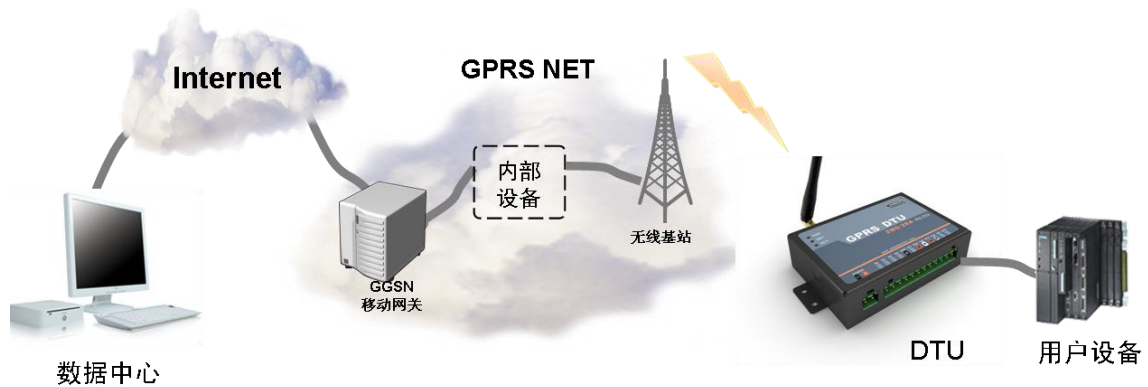 Internet
GPRS NET
内部
设备
无线基站
GGSN
移动网关
GPRS DTU
DTU
用户设备
数据中心